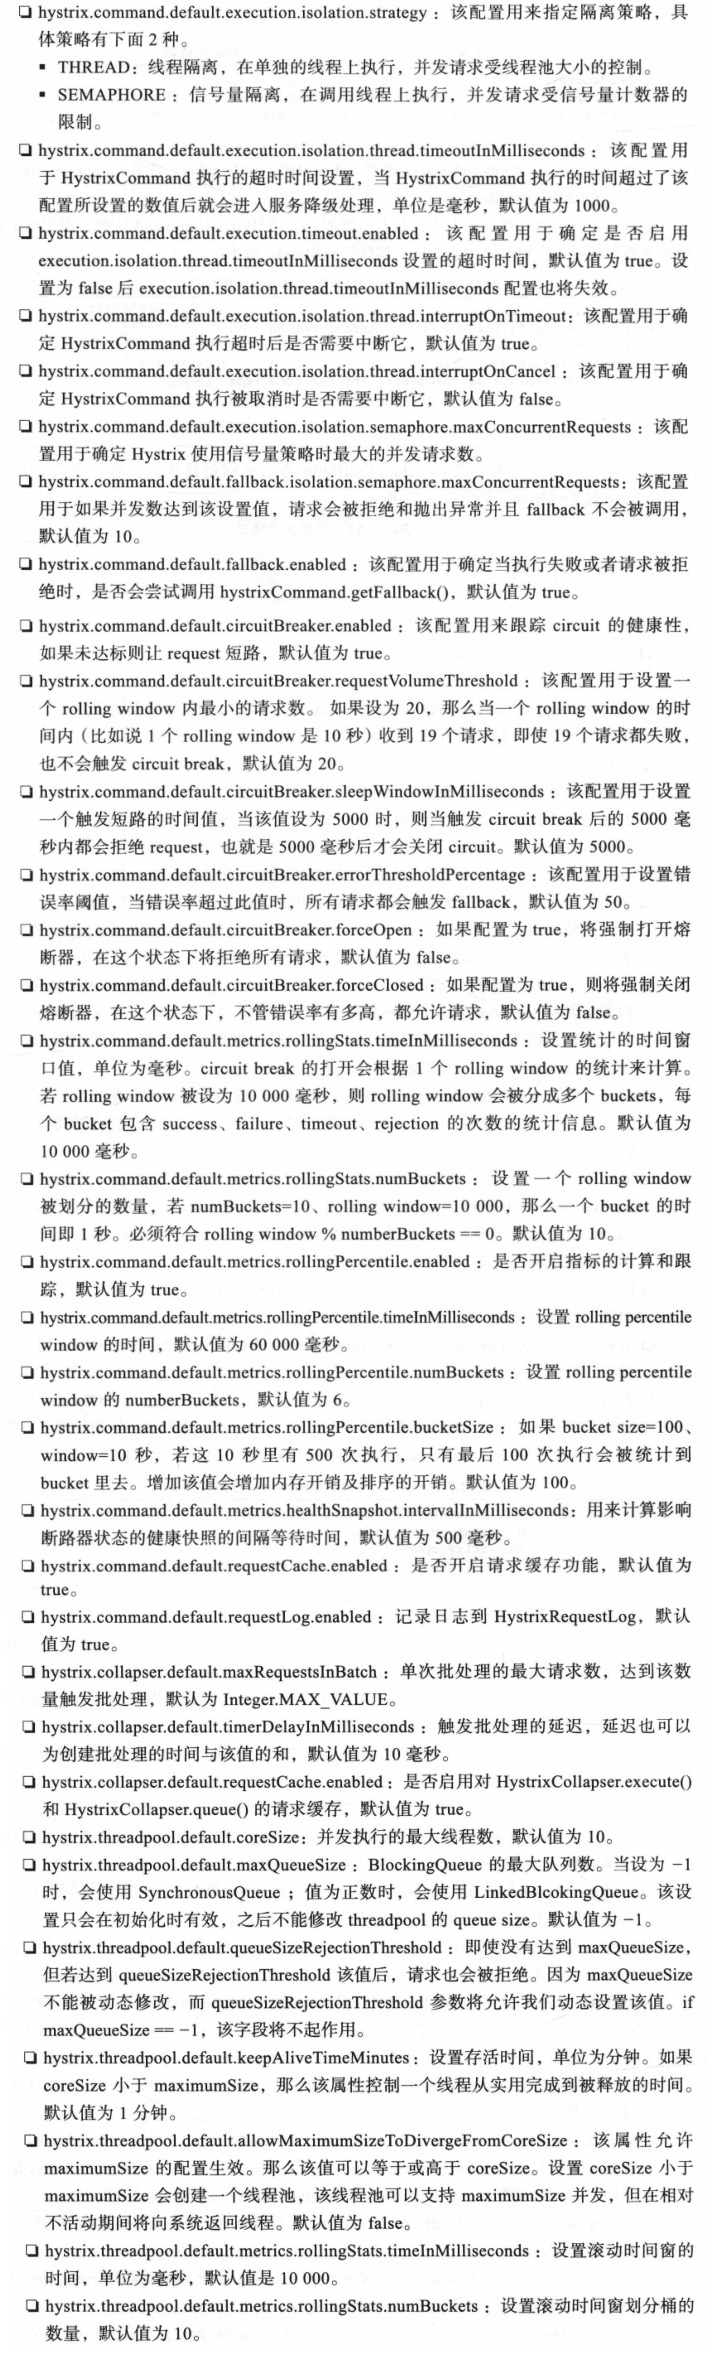 ❏ hystrix.command.default.execution.isolation.strategy：该配置用来指定隔离策略，具
体策略有下面 2 种。
▪ THREAD：线程隔离，在单独的线程上执行，并发请求受线程池大小的控制。
▪ SEMAPHORE：信号量隔离，在调用线程上执行，并发请求受信号量计数器的
限制。
❏ hystrix.command.default.execution.isolation.thread.timeoutInMilliseconds：该配置用
于 HystrixCommand 执行的超时时间设置，当 HystrixCommand 执行的时间超过了该
配置所设置的数值后就会进入服务降级处理，单位是毫秒，默认值为 1000。
❏ hystrix.command.default.execution.timeout.enabled：该配置用于确定是否启用
execution.isolation.thread.timeoutInMilliseconds 设置的超时时间，默认值为 true。设
置为 false 后 execution.isolation.thread.timeoutInMilliseconds 配置也将失效。
❏ hystrix.command.default.execution.isolation.thread.interruptOnTimeout：该配置用于确
定 HystrixCommand 执行超时后是否需要中断它，默认值为 true。
❏ hystrix.command.default.execution.isolation.thread.interruptOnCancel：该配置用于确
定 HystrixCommand 执行被取消时是否需要中断它，默认值为 false。
❏ hystrix.command.default.execution.isolation.semaphore.maxConcurrentRequests：该配
置用于确定 Hystrix 使用信号量策略时最大的并发请求数。
❏ hystrix.command.default.fallback.isolation.semaphore.maxConcurrentRequests：该配置
用于如果并发数达到该设置值，请求会被拒绝和抛出异常并且 fallback 不会被调用，
默认值为 10。
❏ hystrix.command.default.fallback.enabled：该配置用于确定当执行失败或者请求被拒
绝时，是否会尝试调用 hystrixCommand.getFallback()，默认值为 true。
❏ hystrix.command.default.circuitBreaker.enabled：该配置用来跟踪 circuit 的健康性，
如果未达标则让 request 短路，默认值为 true。
❏ hystrix.command.default.circuitBreaker.requestVolumeThreshold：该配置用于设置一
个 rolling window 内最小的请求数。 如果设为 20，那么当一个 rolling window 的时
间内（比如说 1 个 rolling window 是 10 秒）收到 19 个请求，即使 19 个请求都失败，
也不会触发 circuit break，默认值为 20。
❏ hystrix.command.default.circuitBreaker.sleepWindowInMilliseconds：该配置用于设置
一个触发短路的时间值，当该值设为 5000 时，则当触发 circuit break 后的 5000 毫
秒内都会拒绝 request，也就是 5000 毫秒后才会关闭 circuit。默认值为 5000。
❏ hystrix.command.default.circuitBreaker.errorThresholdPercentage：该配置用于设置错
误率阈值，当错误率超过此值时，所有请求都会触发 fallback，默认值为 50。
❏ hystrix.command.default.circuitBreaker.forceOpen：如果配置为 true，将强制打开熔
断器，在这个状态下将拒绝所有请求，默认值为 false。
❏ hystrix.command.default.circuitBreaker.forceClosed：如果配置为 true，则将强制关闭
熔断器，在这个状态下，不管错误率有多高，都允许请求，默认值为 false。
❏ hystrix.command.default.metrics.rollingStats.timeInMilliseconds：设置统计的时间窗
口值，单位为毫秒。circuit break 的打开会根据 1 个 rolling window 的统计来计算。
若 rolling window 被设为 10 000 毫秒，则 rolling window 会被分成多个 buckets，每
个 bucket 包含 success、failure、timeout、rejection 的次数的统计信息。默认值为
10 000 毫秒。
❏ hystrix.command.default.metrics.rollingStats.numBuckets：设置一个 rolling window
被划分的数量，若 numBuckets=10、rolling window=10 000，那么一个 bucket 的时
间即 1 秒。必须符合 rolling window % numberBuckets == 0。默认值为 10。
❏ hystrix.command.default.metrics.rollingPercentile.enabled：是否开启指标的计算和跟
踪，默认值为 true。
❏ hystrix.command.default.metrics.rollingPercentile.timeInMilliseconds：设置 rolling percentile
window 的时间，默认值为 60 000 毫秒。
❏ hystrix.command.default.metrics.rollingPercentile.numBuckets：设置 rolling percentile
window 的 numberBuckets，默认值为 6。
❏ hystrix.command.default.metrics.rollingPercentile.bucketSize：如果 bucket size=100、
window=10 秒，若这 10 秒里有 500 次执行，只有最后 100 次执行会被统计到
bucket 里去。增加该值会增加内存开销及排序的开销。默认值为 100。
❏ hystrix.command.default.metrics.healthSnapshot.intervalInMilliseconds：用来计算影响
断路器状态的健康快照的间隔等待时间，默认值为 500 毫秒。
❏ hystrix.command.default.requestCache.enabled：是否开启请求缓存功能，默认值为
true。
❏ hystrix.command.default.requestLog.enabled：记录日志到 HystrixRequestLog，默认
值为 true。
❏ hystrix.collapser.default.maxRequestsInBatch：单次批处理的最大请求数，达到该数
量触发批处理，默认为 Integer.MAX_VALUE。
❏ hystrix.collapser.default.timerDelayInMilliseconds：触发批处理的延迟，延迟也可以
为创建批处理的时间与该值的和，默认值为 10 毫秒。
❏ hystrix.collapser.default.requestCache.enabled：是否启用对 HystrixCollapser.execute()
和 HystrixCollapser.queue() 的请求缓存，默认值为 true。
❏ hystrix.threadpool.default.coreSize：并发执行的最大线程数，默认值为 10。
❏ hystrix.threadpool.default.maxQueueSize：BlockingQueue 的最大队列数。当设为 −1
时，会使用 SynchronousQueue ；值为正数时，会使用 LinkedBlcokingQueue。该设
置只会在初始化时有效，之后不能修改 threadpool 的 queue size。默认值为 −1。
❏ hystrix.threadpool.default.queueSizeRejectionThreshold：即使没有达到 maxQueueSize，
但若达到 queueSizeRejectionThreshold 该值后，请求也会被拒绝。因为 maxQueueSize
不能被动态修改，而 queueSizeRejectionThreshold 参数将允许我们动态设置该值。if
maxQueueSize == −1，该字段将不起作用。
❏ hystrix.threadpool.default.keepAliveTimeMinutes：设置存活时间，单位为分钟。如果
coreSize 小于 maximumSize，那么该属性控制一个线程从实用完成到被释放的时间。
默认值为 1 分钟。
❏ hystrix.threadpool.default.allowMaximumSizeToDivergeFromCoreSize：该属性允许
maximumSize 的配置生效。那么该值可以等于或高于 coreSize。设置 coreSize 小于
maximumSize 会创建一个线程池，该线程池可以支持 maximumSize 并发，但在相对
不活动期间将向系统返回线程。默认值为 false。
❏ hystrix.threadpool.default.metrics.rollingStats.timeInMilliseconds：设置滚动时间窗的
时间，单位为毫秒，默认值是 10 000。
❏ hystrix.threadpool.default.metrics.rollingStats.numBuckets：设置滚动时间窗划分桶的
数量，默认值为 10。